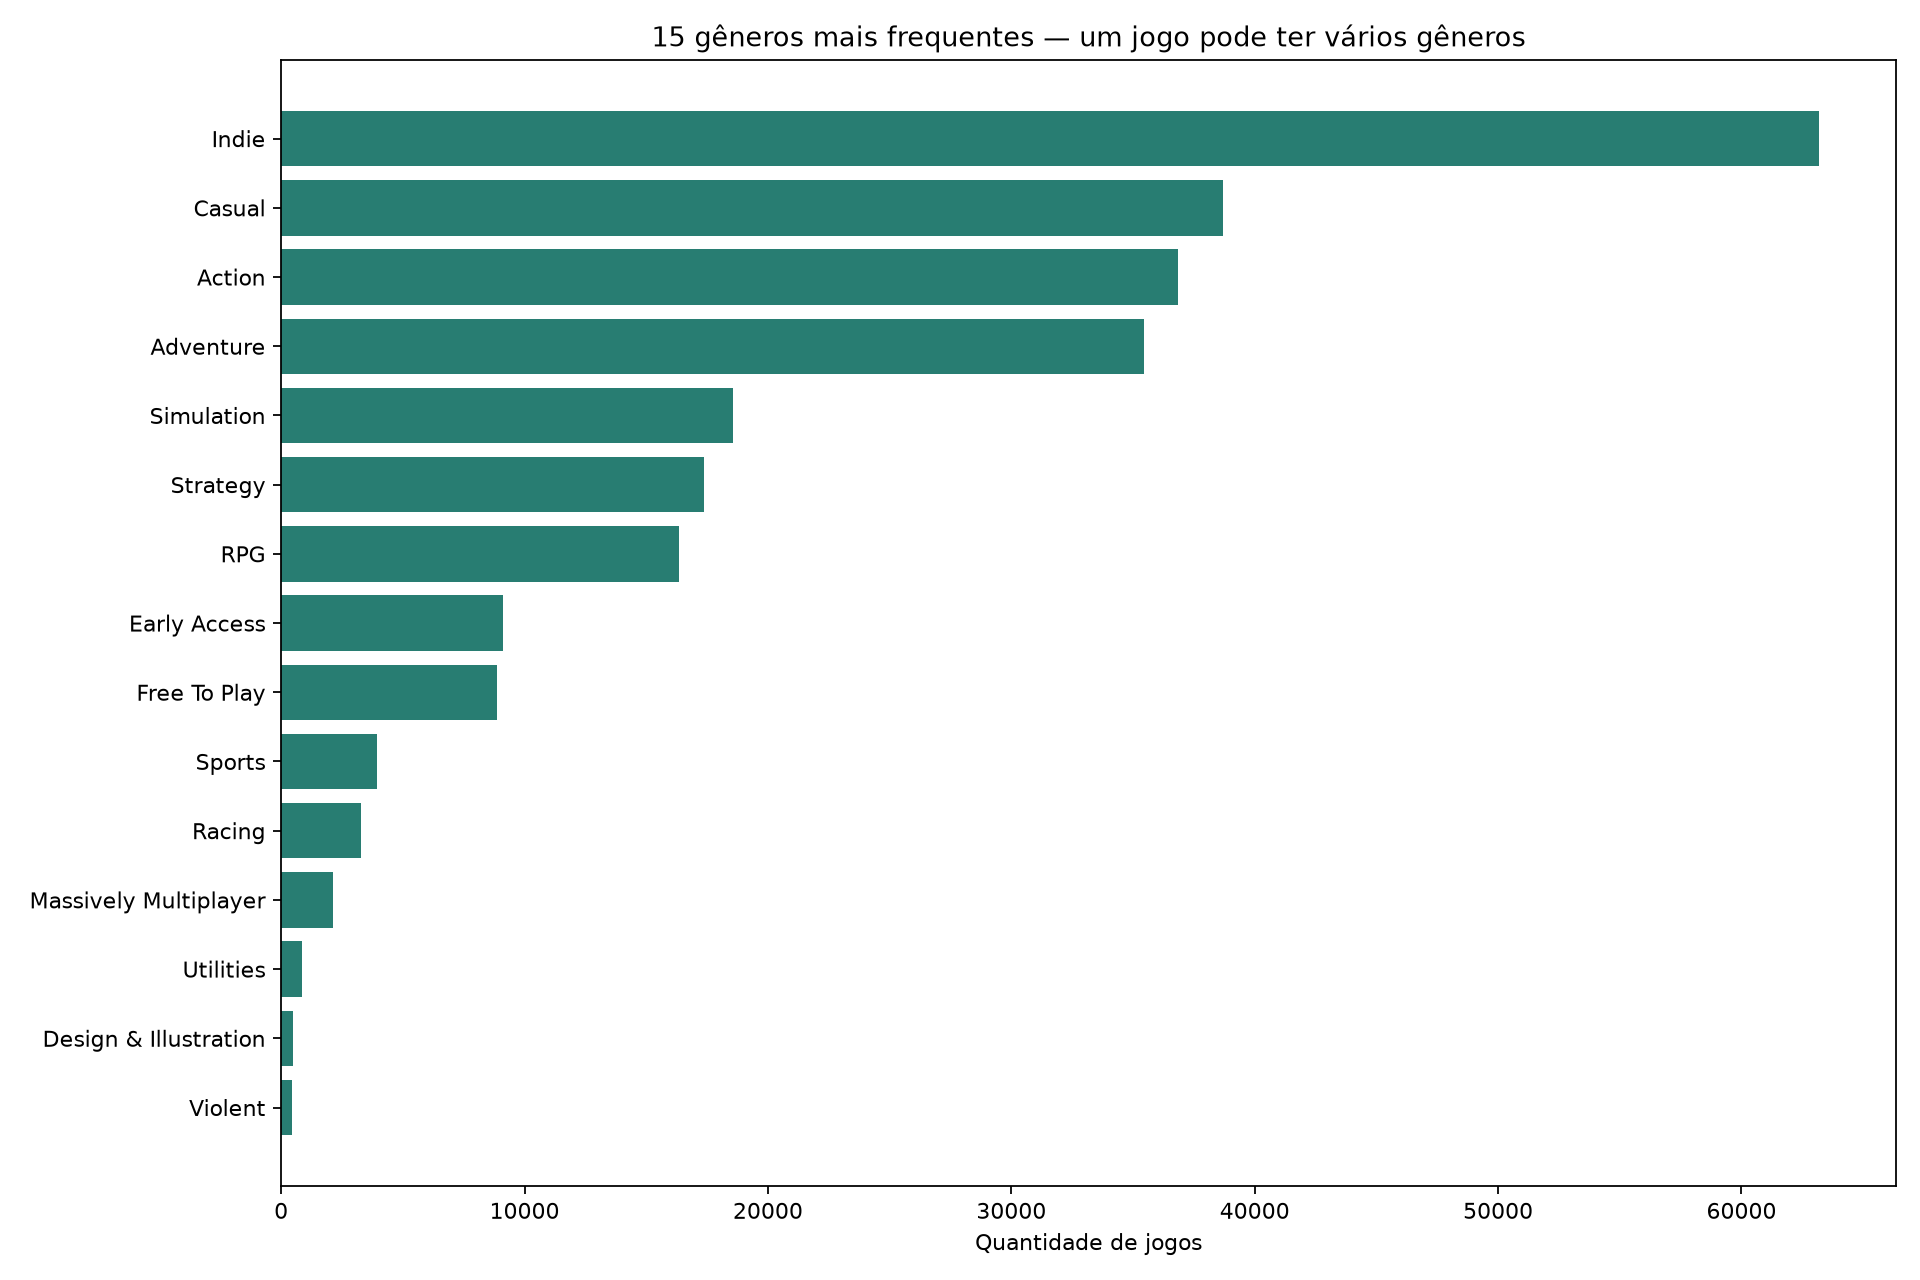 15 gêneros mais frequentes — um jogo pode ter vários gêneros
Indie
Casual
Action
Adventure
Simulation
Strategy
RPG
Early Access
Free To Play
Sports
Racing
Massively Multiplayer
Utilities
Design & Illustration
Violent
0 10000 20000 30000 40000 50000 60000
Quantidade de jogos